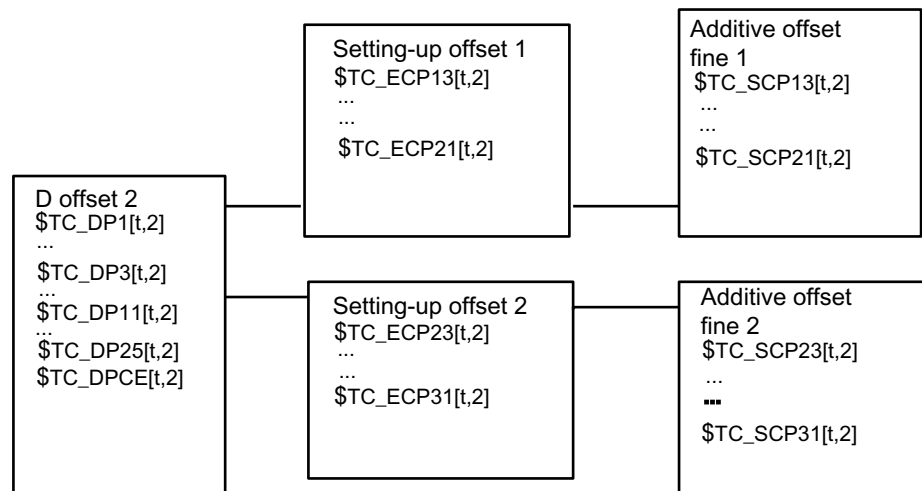 D offset 2
$TC_DP1[t,2]
...
$TC_DP3[t,2]
...
$TC_DP11[t,2]
...
$TC_DP25[t,2]
$TC_DPCE[t,2]
Setting-up offset 1
$TC_ECP13[t,2]
...
...
$TC_ECP21[t,2]
Additive offset
fine 1
$TC_SCP13[t,2]
...
...
$TC_SCP21[t,2]
Setting-up offset 2
$TC_ECP23[t,2]
...
...
$TC_ECP31[t,2]
Additive offset
fine 2
$TC_SCP23[t,2]
...
...
$TC_SCP31[t,2]